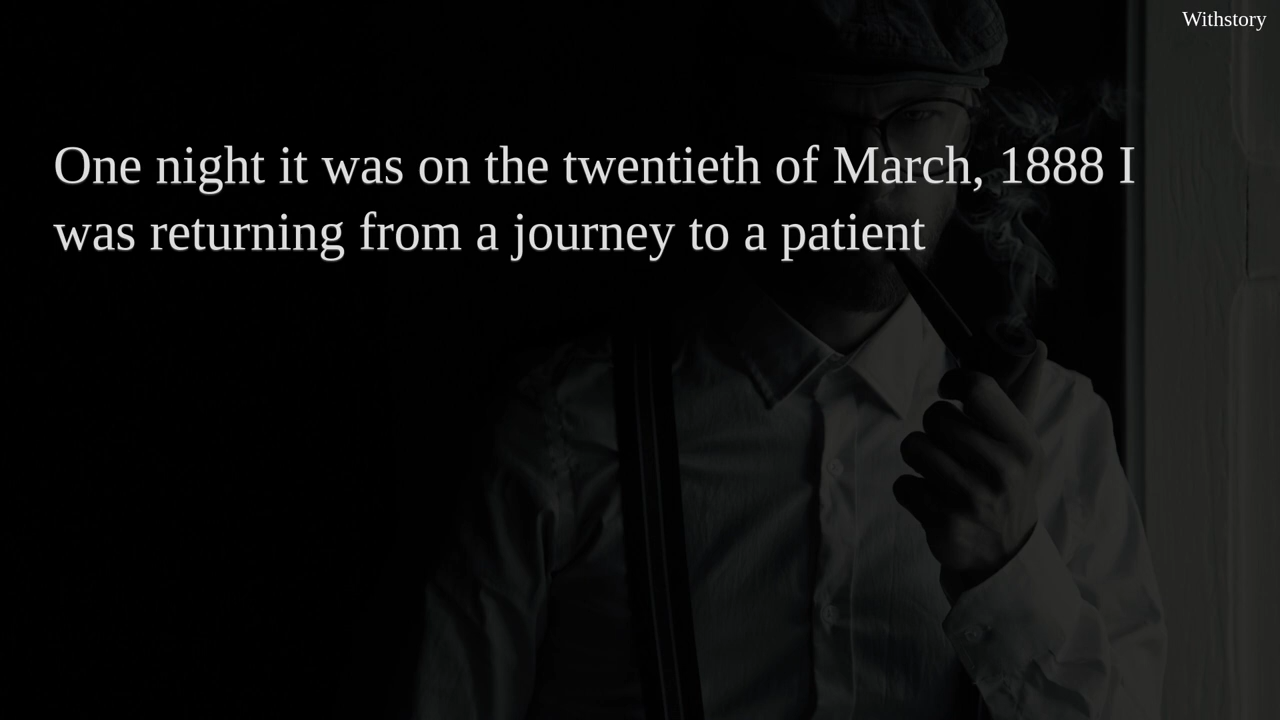 Withstory
One night it was on the twentieth of March, 1888 I
was returning from a journey to a patient